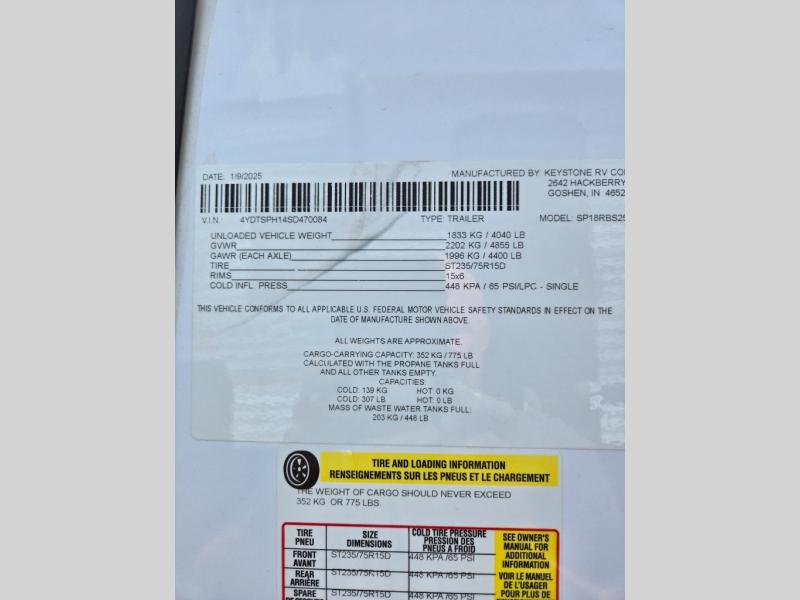 DATE: 1/9/2025
MANUFACTURED BY KEYSTONE RV
2642 HACKBERRY
GOSHEN, IN
V.I.N. 4YDTSPH14SD470084 TYPE: TRAILER MODEL: SP18RBS25
UNLOADED VEHICLE WEIGHT 1833 KG / 4040 LB
GVWR 2202 KG / 4855 LB
GAWR (EACH AXLE) 1996 KG / 4400 LB
TIRE ST235/75R15D
RIMS 15x6
COLD INFL. PRESS 448 KPA / 65 PSI/LPC - SINGLE
THIS VEHICLE CONFORMS TO ALL APPLICABLE U.S. FEDERAL MOTOR VEHICLE SAFETY STANDARDS IN EFFECT ON THE
DATE OF MANUFACTURE SHOWN ABOVE.
ALL WEIGHTS ARE APPROXIMATE.
CARGO-CARRYING CAPACITY: 352 KG / 775 LB
CALCULATED WITH THE PROPANE TANKS FULL
AND ALL OTHER TANKS EMPTY.
CAPACITIES:
COLD: 139 KG HOT: 0 KG
COLD: 307 LB HOT: 0 LB
MASS OF WASTE WATER TANKS FULL:
203 KG / 448 LB
TIRE AND LOADING INFORMATION
RENSEIGNEMENTS SUR LES PNEUS ET LE CHARGEMENT
THE WEIGHT OF CARGO SHOULD NEVER EXCEED
352 KG OR 775 LBS.
TIRE
PNEU
SIZE
DIMENSIONS
COLD TIRE PRESSURE
PRESSION DES
PNEUS A FROID
FRONT
AVANT
ST235/75R15D
448 KPA /65 PSI
REAR
ARRIÈRE
ST235/75R15D
448 KPA /65 PSI
SPARE
ST235/75R15D
448 KPA /65 PSI
SEE OWNER'S
MANUAL FOR
ADDITIONAL
INFORMATION
VOIR LE MANUEL
DE L'USAGER
POUR PLUS DE